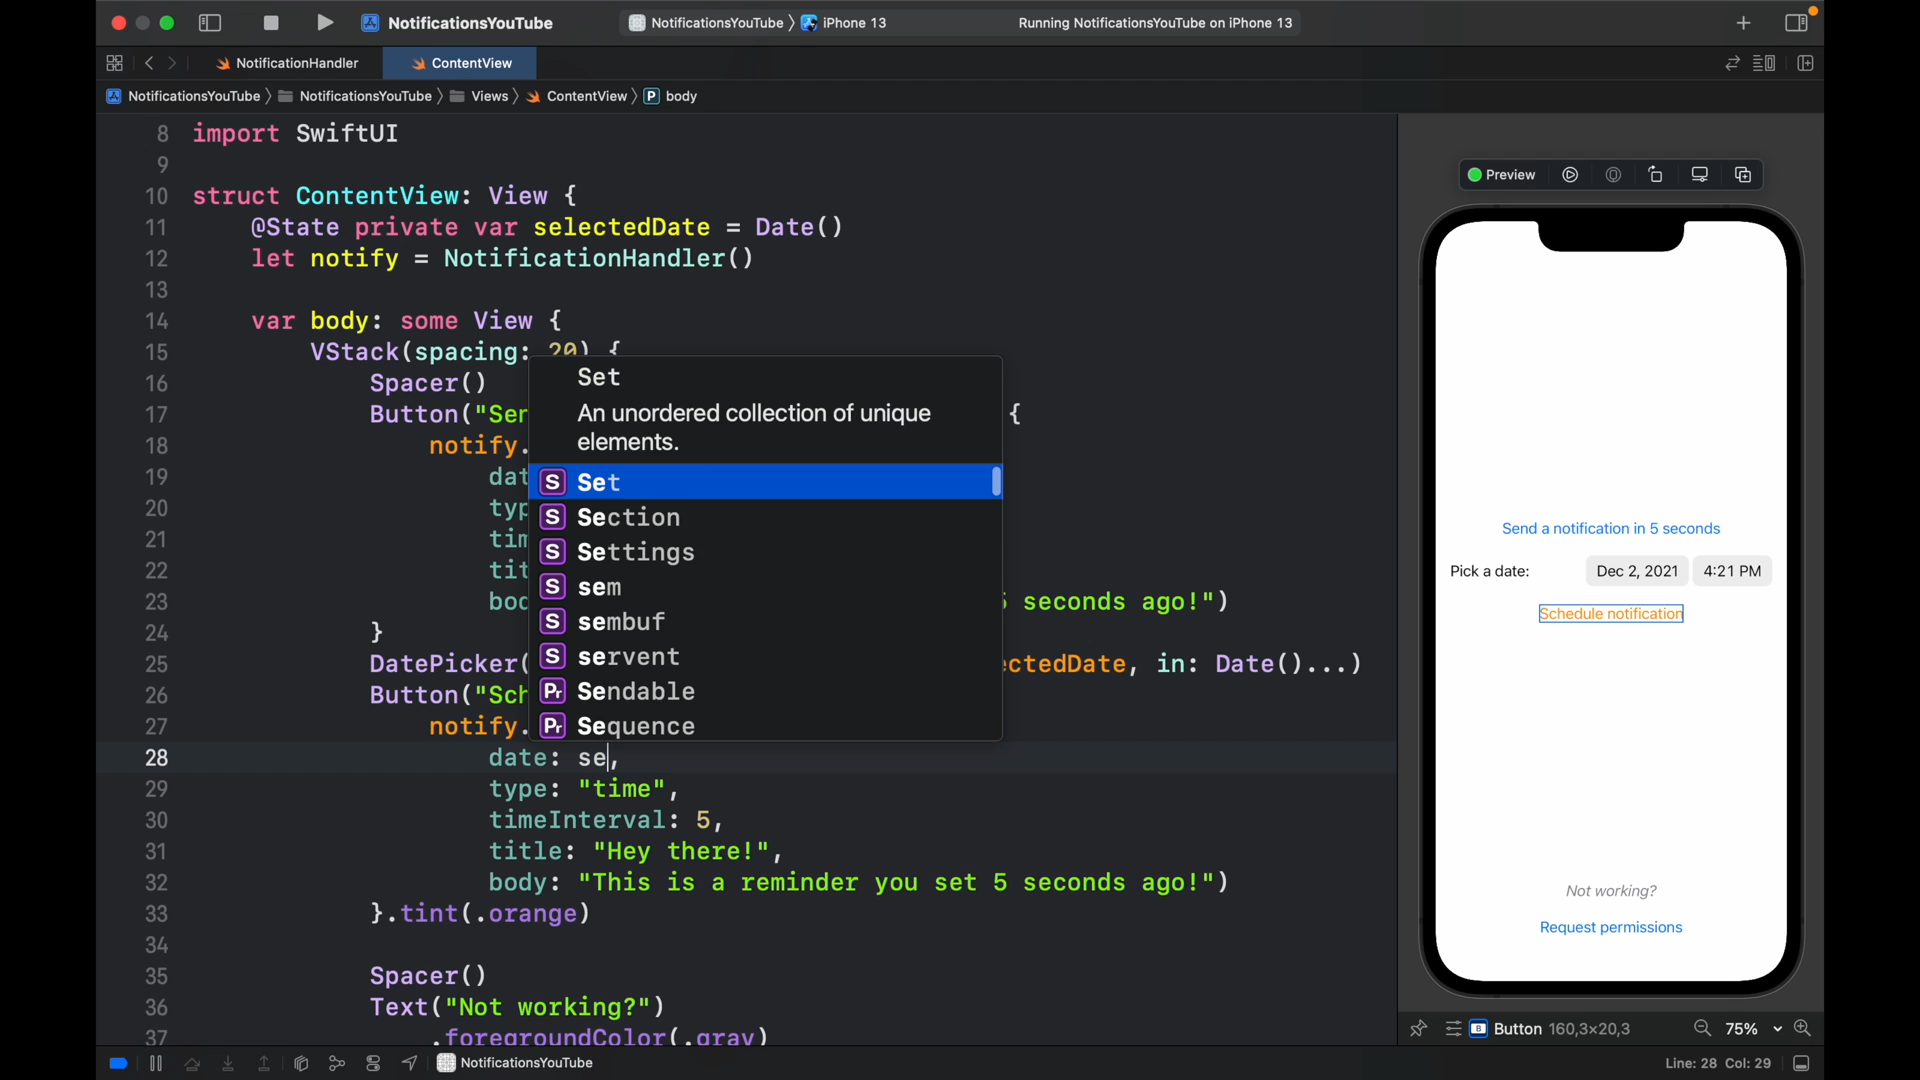 NotificationsYouTube
NotificationsYouTube 〉 iPhone 13
Running NotificationsYouTube on iPhone 13
NotificationHandler
ContentView
NotificationsYouTube 〉 NotificationsYouTube 〉 Views 〉 ContentView 〉 P body
8 import SwiftUI
9
10 struct ContentView: View {
11 @State private var selectedDate = Date()
12 let notify = NotificationHandler()
13
14 var body: some View {
15 VStack(spacing: 20) {
16 Spacer()
17 Button("Sen {
18 notify.
19 dat
20 typ
21 tim
22 tit
23 bod 5 seconds ago!")
24 }
25 DatePicker( ectedDate, in: Date()...)
26 Button("Sch
27 notify.
28 date: se,
29 type: "time",
30 timeInterval: 5,
31 title: "Hey there!",
32 body: "This is a reminder you set 5 seconds ago!")
33 }.tint(.orange)
34
35 Spacer()
36 Text("Not working?")
37 .foregroundColor(.gray)
Set
An unordered collection of unique
elements.
S Set
S Section
S Settings
S sem
S sembuf
S servent
Pr Sendable
Pr Sequence
Preview
Send a notification in 5 seconds
Pick a date: Dec 2, 2021 4:21 PM
Schedule notification
Not working?
Request permissions
B Button 160,3×20,3
75%
NotificationsYouTube
Line: 28 Col: 29